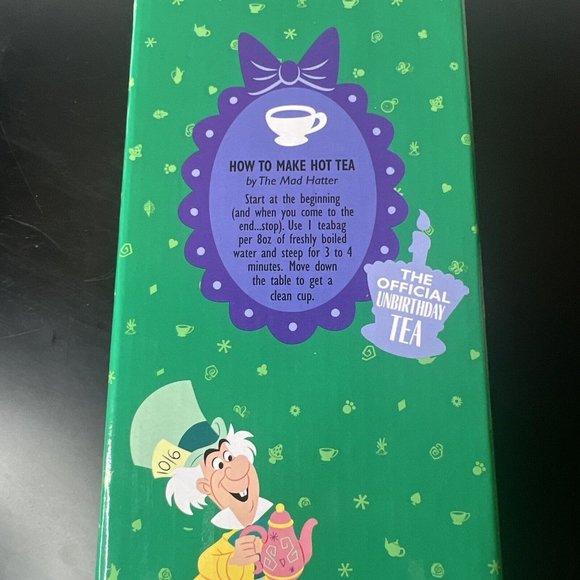 HOW TO MAKE HOT TEA
by The Mad Hatter
Start at the beginning
(and when you come to the
end...stop). Use 1 teabag
per 8oz of freshly boiled
water and steep for 3 to 4
minutes. Move down
the table to get a
clean cup.
THE
OFFICIAL
UNBIRTHDAY
TEA
10/6